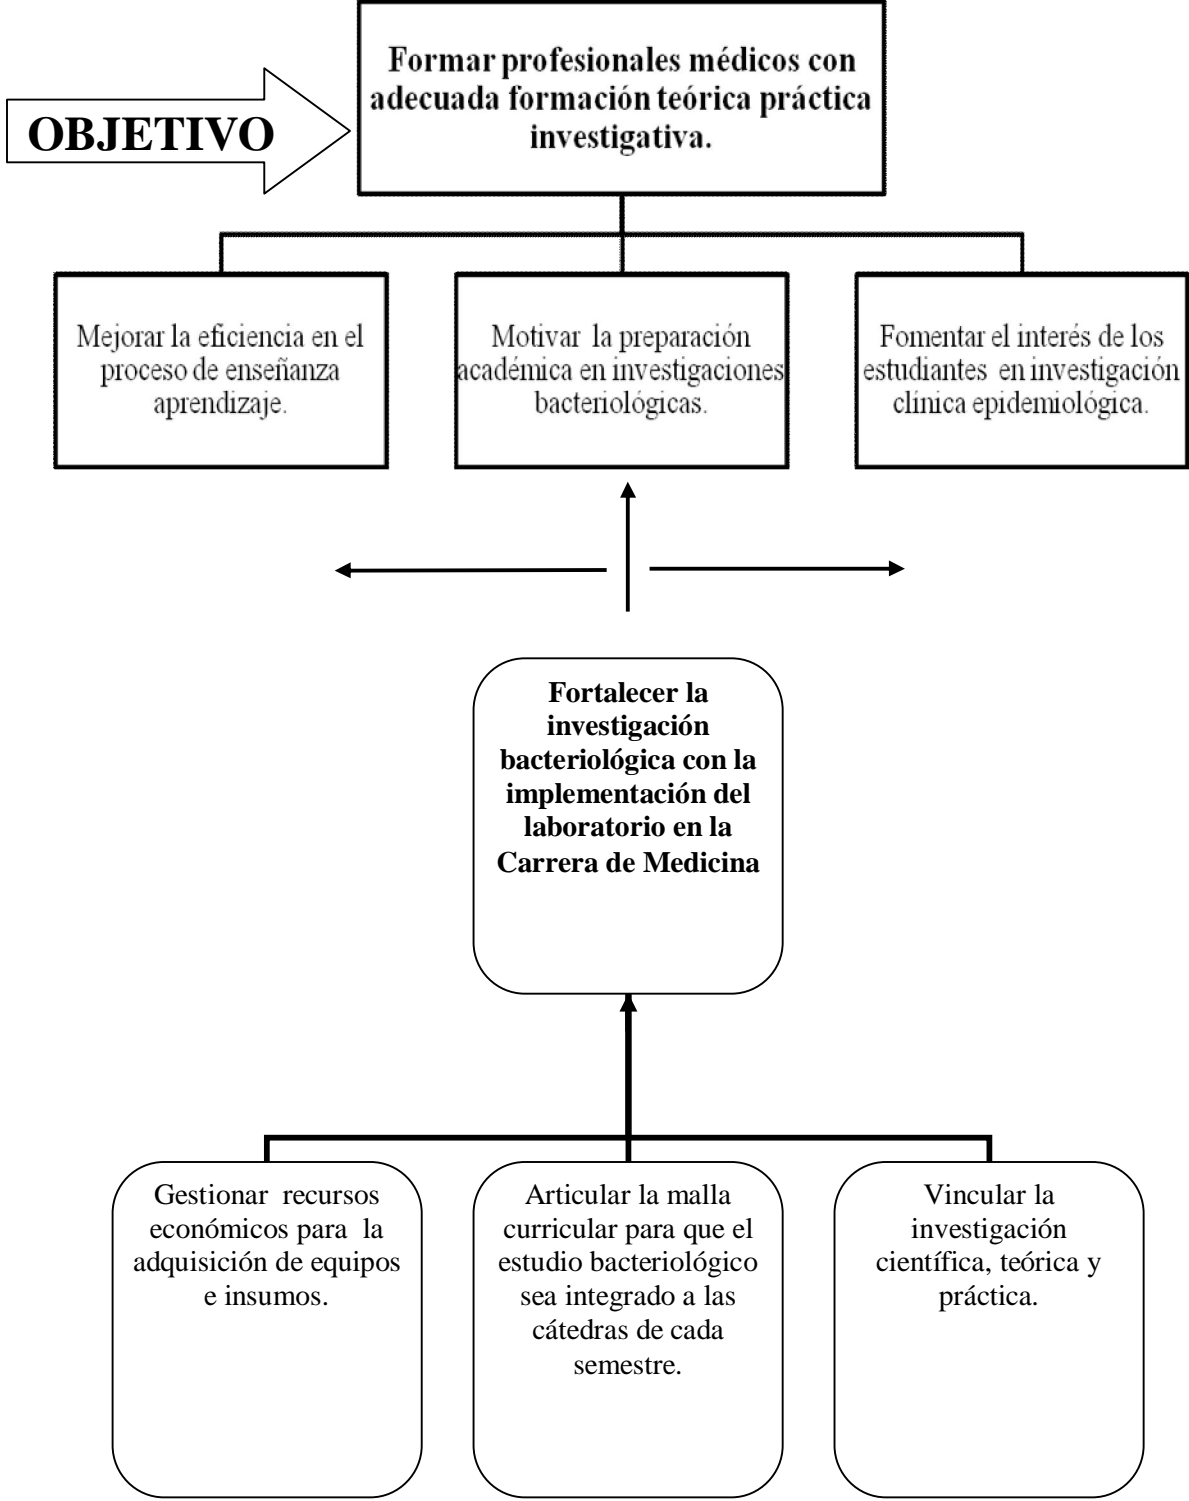 Formar profesionales médicos con
adecuada formación teórica práctica
investigativa.
OBJETIVO
Mejorar la eficiencia en el
proceso de enseñanza
aprendizaje.
Motivar la preparación
académica en investigaciones
bacteriológicas.
Fomentar el interés de los
estudiantes en investigación
clínica epidemiológica.
Fortalecer la
investigación
bacteriológica con la
implementación del
laboratorio en la
Carrera de Medicina
Gestionar recursos
económicos para la
adquisición de equipos
e insumos.
Articular la malla
curricular para que el
estudio bacteriológico
sea integrado a las
cátedras de cada
semestre.
Vincular la
investigación
científica, teórica y
práctica.